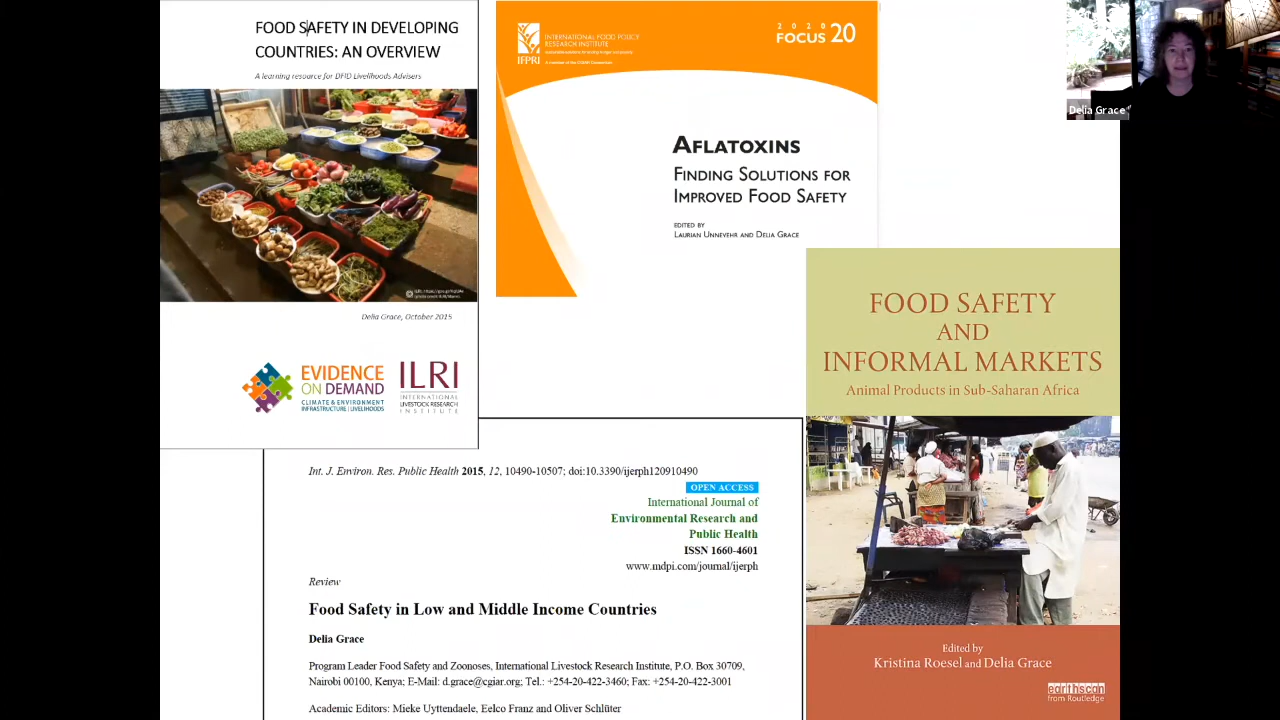 FOOD SAFETY IN DEVELOPING
COUNTRIES: AN OVERVIEW
A learning resource for DFID Livelihoods Advisers
Delia Grace, October 2015
EVIDENCE
ON DEMAND
CLIMATE & ENVIRONMENT
INFRASTRUCTURE | LIVELIHOODS
ILRI
INTERNATIONAL
LIVESTOCK RESEARCH
INSTITUTE
IFPRI
INTERNATIONAL FOOD POLICY
RESEARCH INSTITUTE
2020
FOCUS 20
AFLATOXINS
FINDING SOLUTIONS FOR
IMPROVED FOOD SAFETY
EDITED BY
LAURIAN UNNEVEHR AND DELIA GRACE
Delia Grace
FOOD SAFETY
AND
INFORMAL MARKETS
Animal Products in Sub-Saharan Africa
Edited by
Kristina Roesel and Delia Grace
earthscan
from Routledge
Int. J. Environ. Res. Public Health 2015, 12, 10490-10507; doi:10.3390/ijerph120910490
OPEN ACCESS
International Journal of
Environmental Research and
Public Health
ISSN 1660-4601
www.mdpi.com/journal/ijerph
Review
Food Safety in Low and Middle Income Countries
Delia Grace
Program Leader Food Safety and Zoonoses, International Livestock Research Institute, P.O. Box 30709,
Nairobi 00100, Kenya; E-Mail: d.grace@cgiar.org; Tel.: +254-20-422-3460; Fax: +254-20-422-3001
Academic Editors: Mieke Uyttendaele, Eelco Franz and Oliver Schlüter